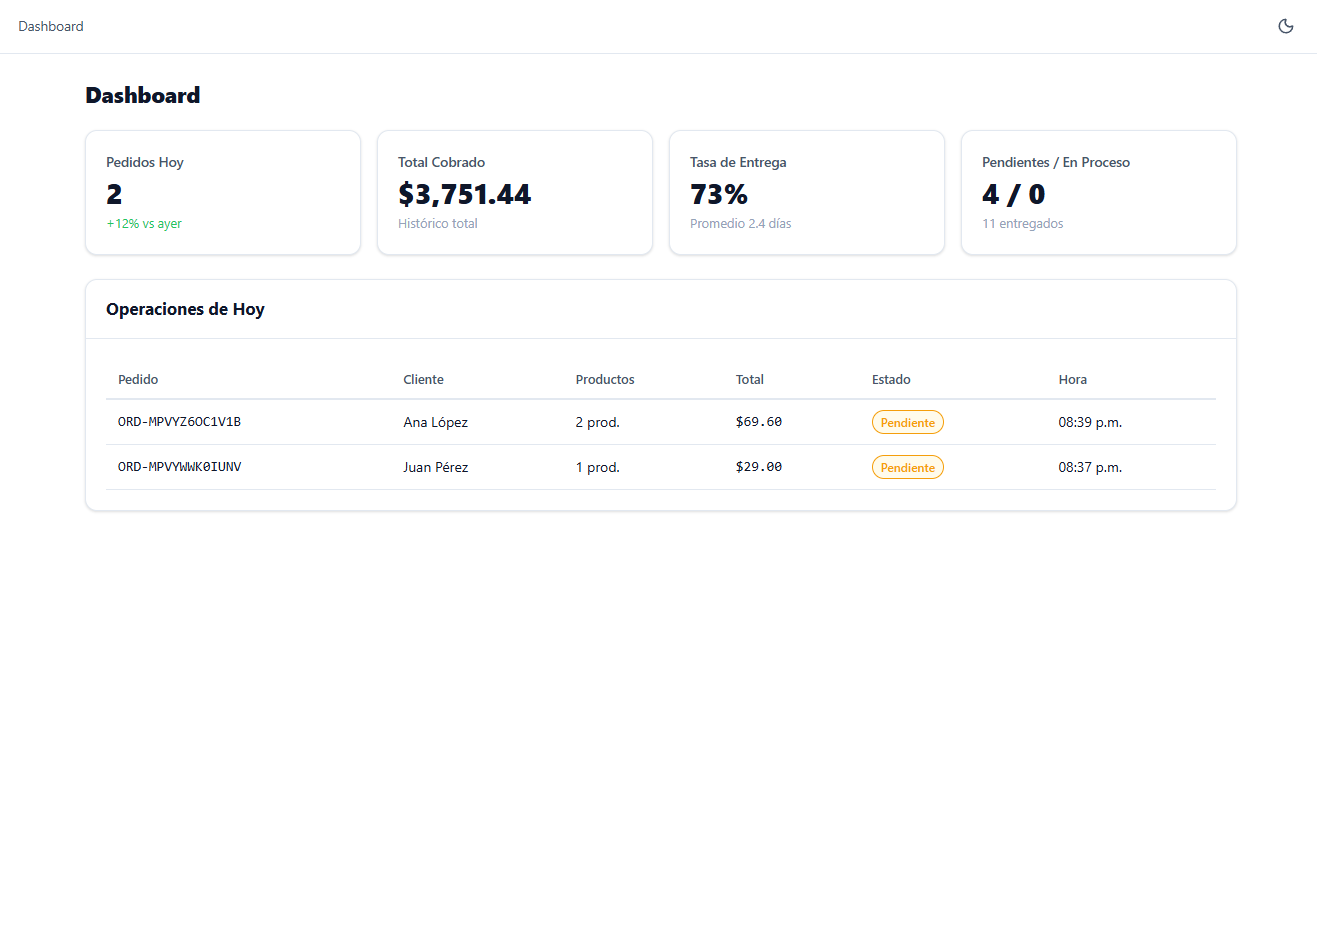 Dashboard
Dashboard
Pedidos Hoy
2
+12% vs ayer
Total Cobrado
$3,751.44
Histórico total
Tasa de Entrega
73%
Promedio 2.4 días
Pendientes / En Proceso
4 / 0
11 entregados
Operaciones de Hoy
Pedido Cliente Productos Total Estado Hora
ORD-MPVYZ6OC1V1B Ana López 2 prod. $69.60 Pendiente 08:39 p.m.
ORD-MPVYWWK0IUNV Juan Pérez 1 prod. $29.00 Pendiente 08:37 p.m.